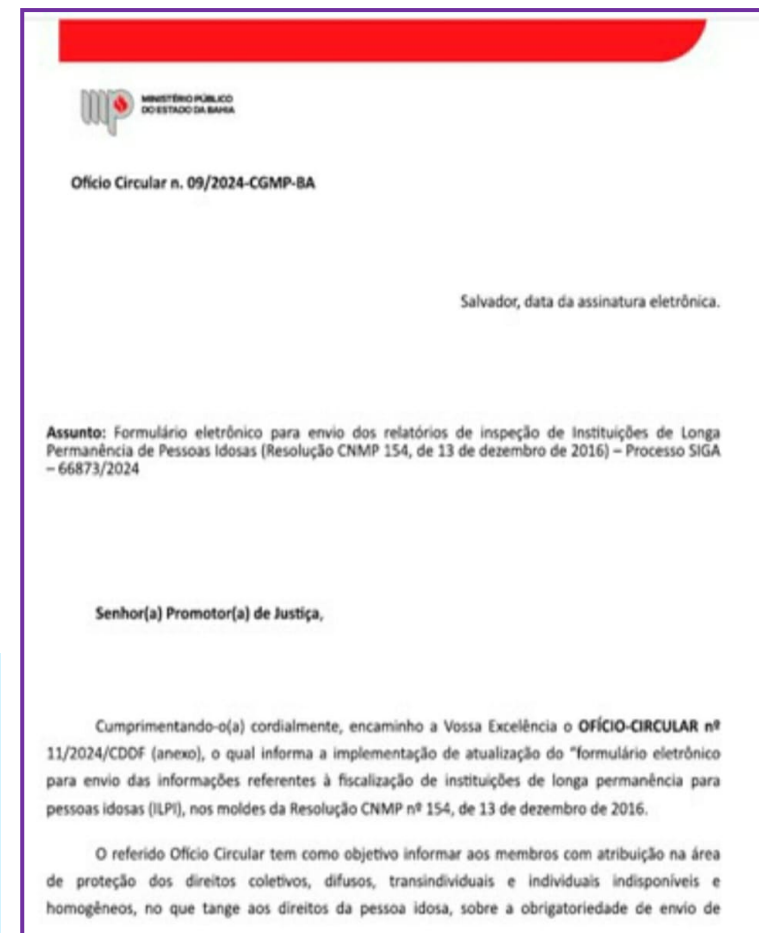 MINISTÉRIO PÚBLICO
DO ESTADO DA BAHIA
Ofício Circular n. 09/2024-CGMP-BA
Salvador, data da assinatura eletrônica.
Assunto: Formulário eletrônico para envio dos relatórios de inspeção de Instituições de Longa
Permanência de Pessoas Idosas (Resolução CNMP 154, de 13 de dezembro de 2016) – Processo SIGA
– 66873/2024
Senhor(a) Promotor(a) de Justiça,
Cumprimentando-o(a) cordialmente, encaminho a Vossa Excelência o OFÍCIO-CIRCULAR nº
11/2024/CDDF (anexo), o qual informa a implementação de atualização do "formulário eletrônico
para envio das informações referentes à fiscalização de instituições de longa permanência para
pessoas idosas (ILPI), nos moldes da Resolução CNMP nº 154, de 13 de dezembro de 2016.
O referido Ofício Circular tem como objetivo informar aos membros com atribuição na área
de proteção dos direitos coletivos, difusos, transindividuais e individuais indisponíveis e
homogêneos, no que tange aos direitos da pessoa idosa, sobre a obrigatoriedade de envio de